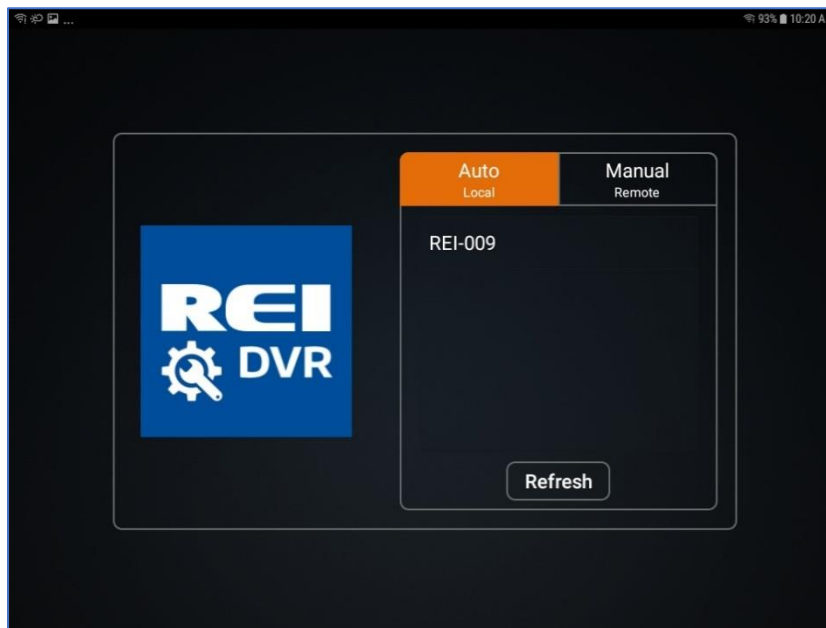 ... 93% 10:20 A
Auto
Local
Manual
Remote
REI-009
REI
DVR
Refresh